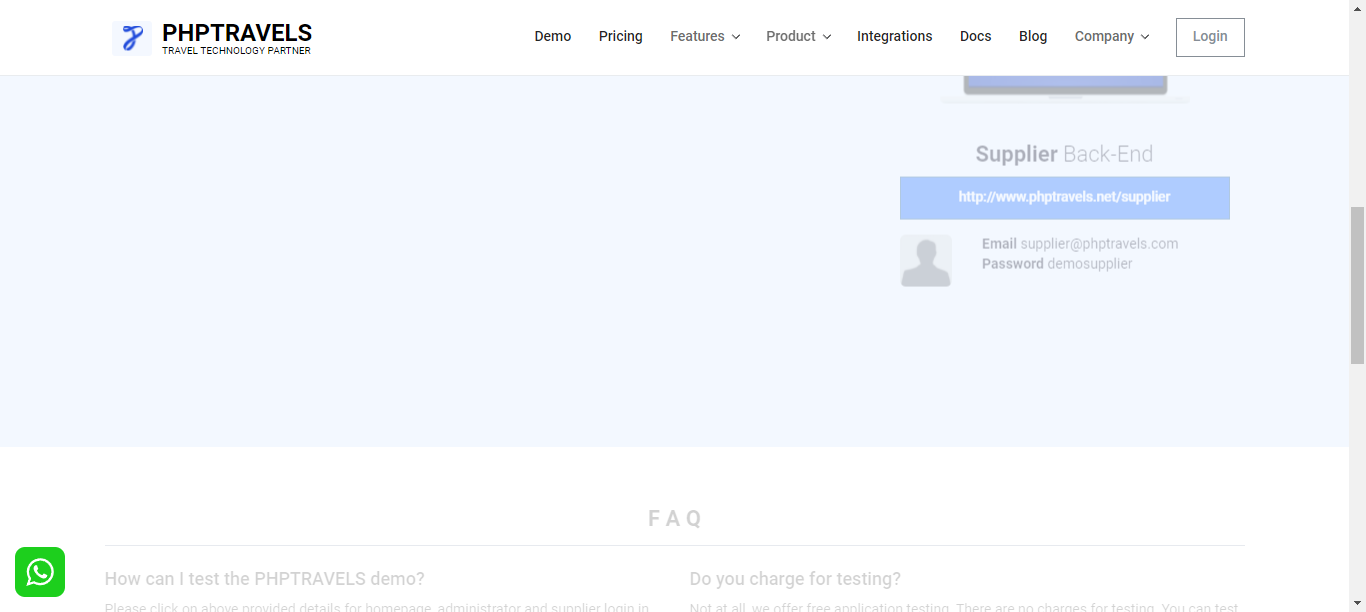 PHPTRAVELS
TRAVEL TECHNOLOGY PARTNER
Demo Pricing Features Product Integrations Docs Blog Company Login
Supplier Back-End
http://www.phptravels.net/supplier
Email supplier@phptravels.com
Password demosupplier
FAQ
How can I test the PHPTRAVELS demo?
Please click on above provided details for homepage, administrator and supplier login in
Do you charge for testing?
Not at all, we offer free application testing. There are no charges for testing. You can test